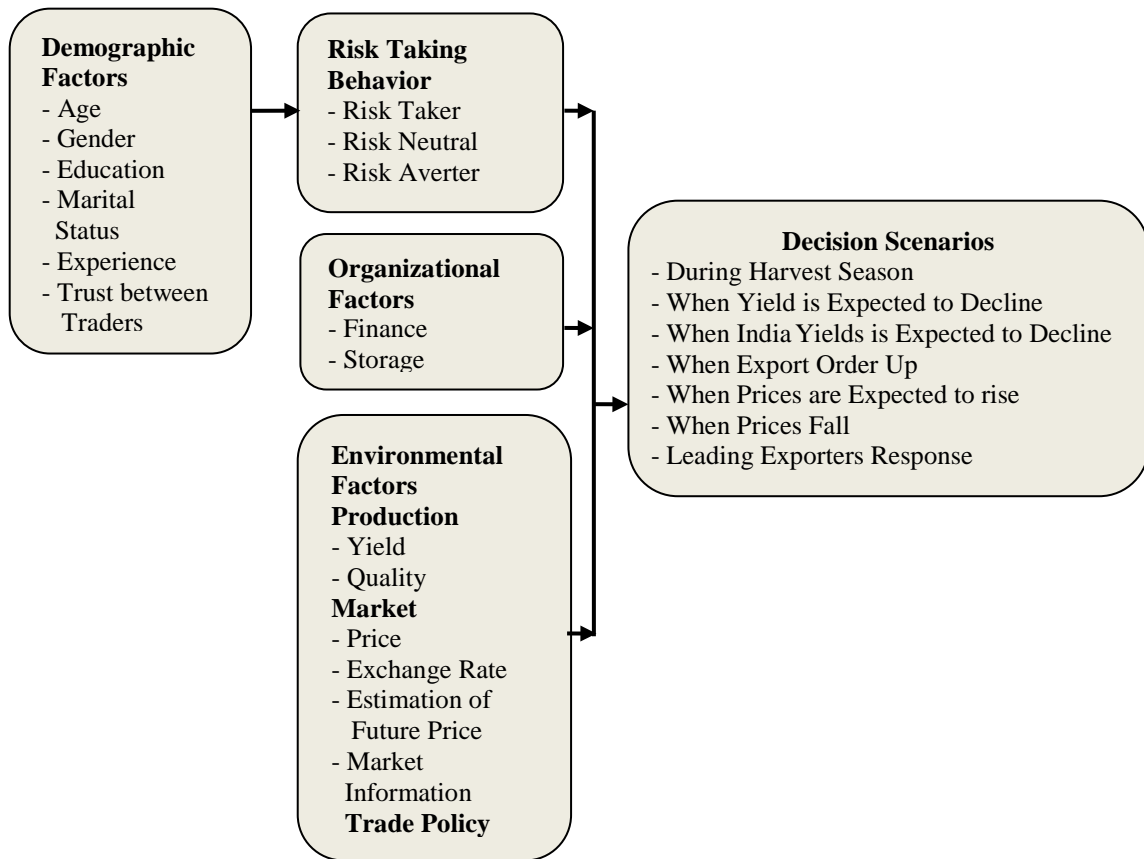 Demographic
Factors
- Age
- Gender
- Education
- Marital
Status
- Experience
- Trust between
Traders
Risk Taking
Behavior
- Risk Taker
- Risk Neutral
- Risk Averter
Organizational
Factors
- Finance
- Storage
Environmental
Factors
Production
- Yield
- Quality
Market
- Price
- Exchange Rate
- Estimation of
Future Price
- Market
Information
Trade Policy
Decision Scenarios
- During Harvest Season
- When Yield is Expected to Decline
- When India Yields is Expected to Decline
- When Export Order Up
- When Prices are Expected to rise
- When Prices Fall
- Leading Exporters Response